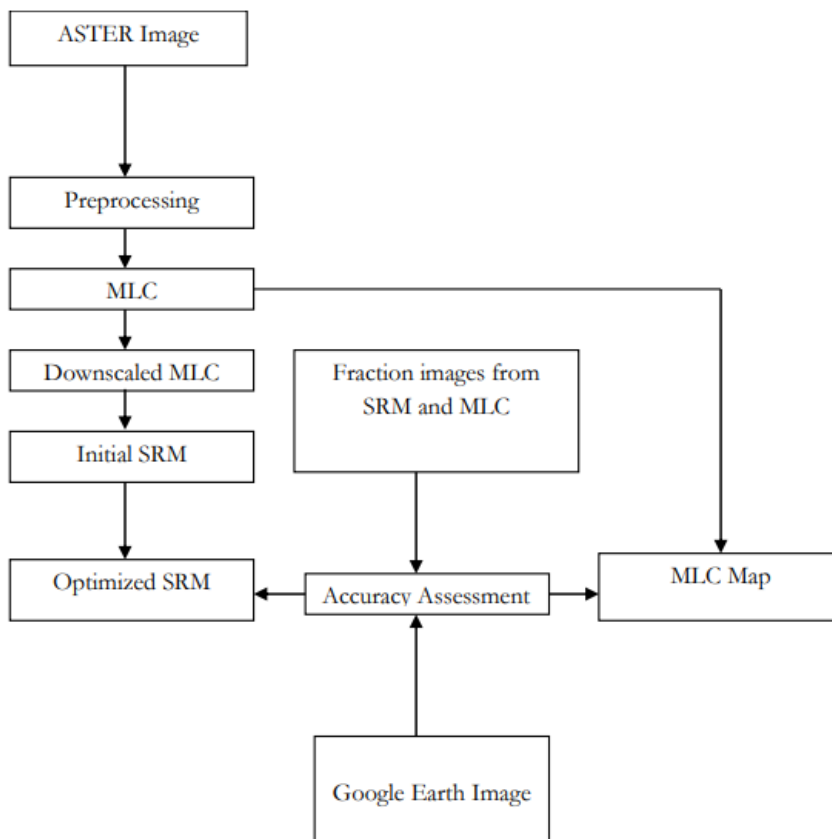 ASTER Image
Preprocessing
MLC
Downscaled MLC
Fraction images from
SRM and MLC
Initial SRM
Optimized SRM
Accuracy Assessment
MLC Map
Google Earth Image